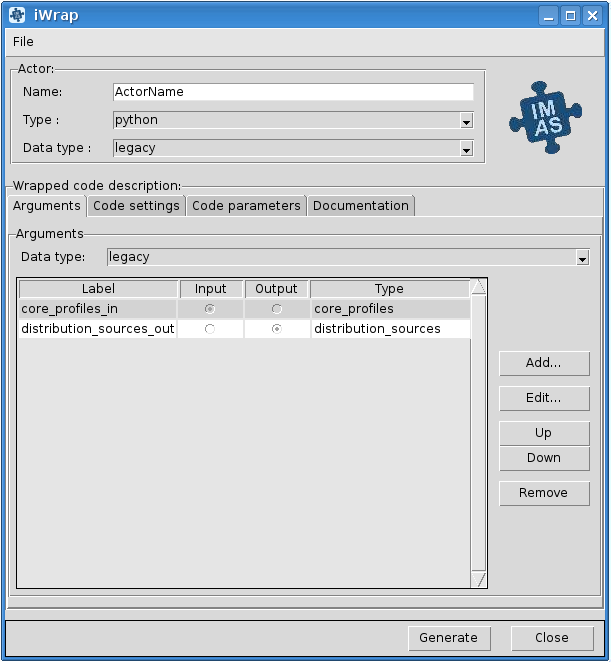 iWrap
File
Actor:
Name: ActorName
Type : python
Data type : legacy
IM
AS
Wrapped code description:
Arguments Code settings Code parameters Documentation
Arguments
Data type: legacy
Label Input Output Type
core_profiles_in core_profiles
distribution_sources_out distribution_sources
Add...
Edit...
Up
Down
Remove
Generate Close